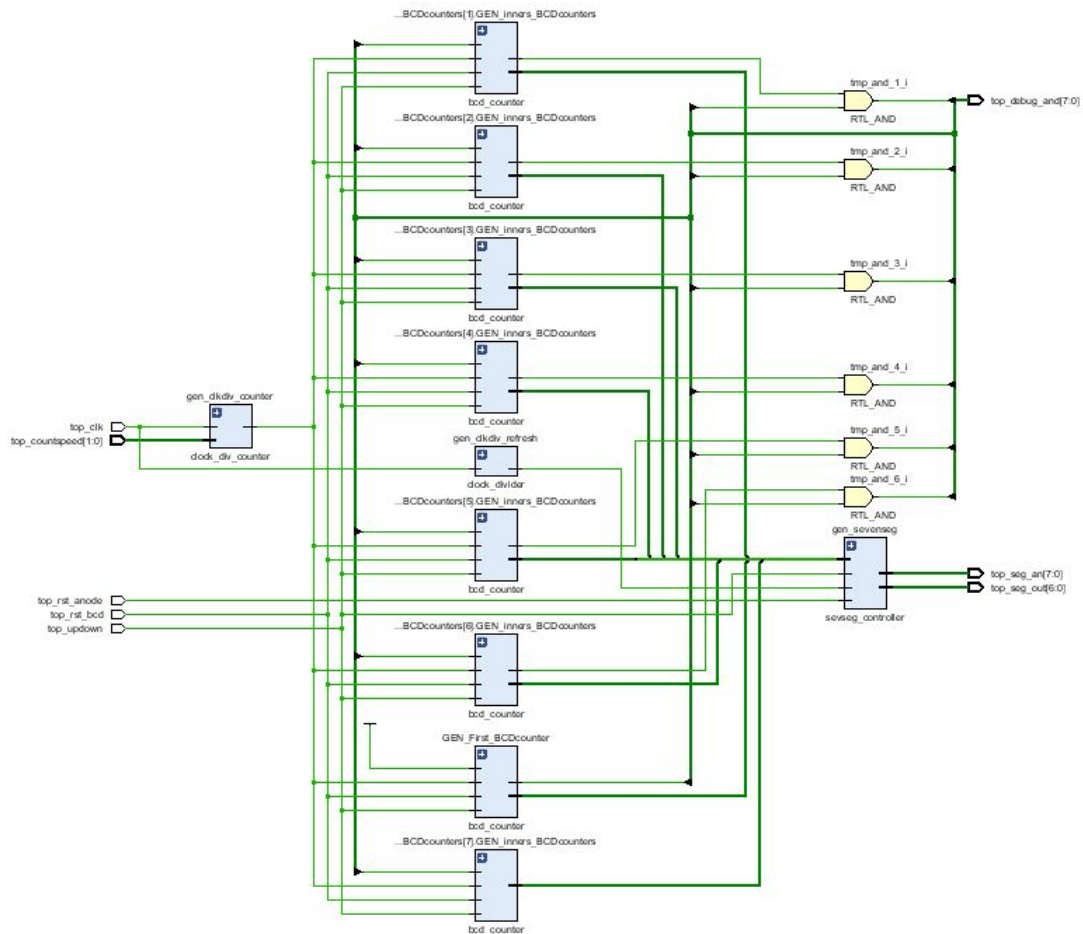 ...BCDcounters[1].GEN_inners_BCDcounters
bcd_counter
...BCDcounters[2].GEN_inners_BCDcounters
bcd_counter
...BCDcounters[3].GEN_inners_BCDcounters
bcd_counter
...BCDcounters[4].GEN_inners_BCDcounters
bcd_counter
gen_clkdiv_counter
clock_div_counter
top_clk
top_countspeed[1:0]
gen_clkdiv_refresh
clock_divider
...BCDcounters[5].GEN_inners_BCDcounters
bcd_counter
top_rst_anode
top_rst_bcd
top_updown
...BCDcounters[6].GEN_inners_BCDcounters
bcd_counter
GEN_First_BCDcounter
bcd_counter
...BCDcounters[7].GEN_inners_BCDcounters
bcd_counter
tmp_and_1_i
RTL_AND
tmp_and_2_i
RTL_AND
tmp_and_3_i
RTL_AND
tmp_and_4_i
RTL_AND
tmp_and_5_i
RTL_AND
tmp_and_6_i
RTL_AND
gen_sevenseg
sevseg_controller
top_debug_and[7:0]
top_seg_an[7:0]
top_seg_out[6:0]